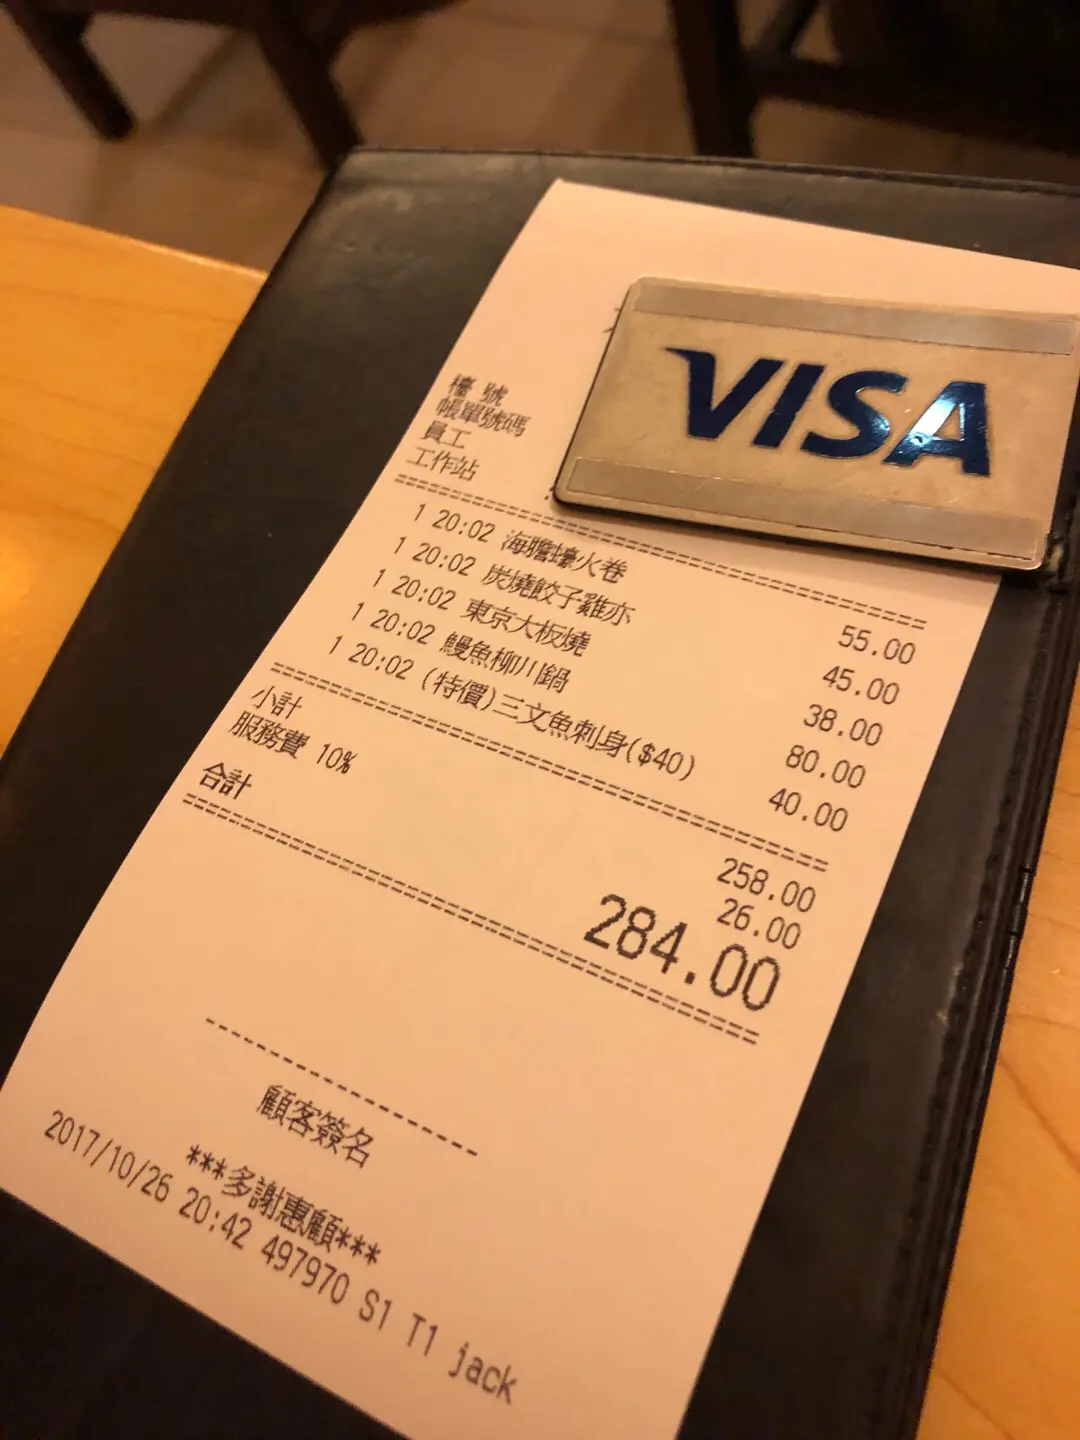 VISA
檯 號
帳單號碼
員工
工作站
1 20:02 海膽蠔火卷 55.00
1 20:02 炭燒餃子雞亦 45.00
1 20:02 東京大板燒 38.00
1 20:02 鰻魚柳川鍋 80.00
1 20:02 (特價)三文魚刺身($40) 40.00
小計 258.00
服務費 10% 26.00
合計 284.00
顧客簽名
***多謝惠顧***
2017/10/26 20:42 497970 S1 T1 jack